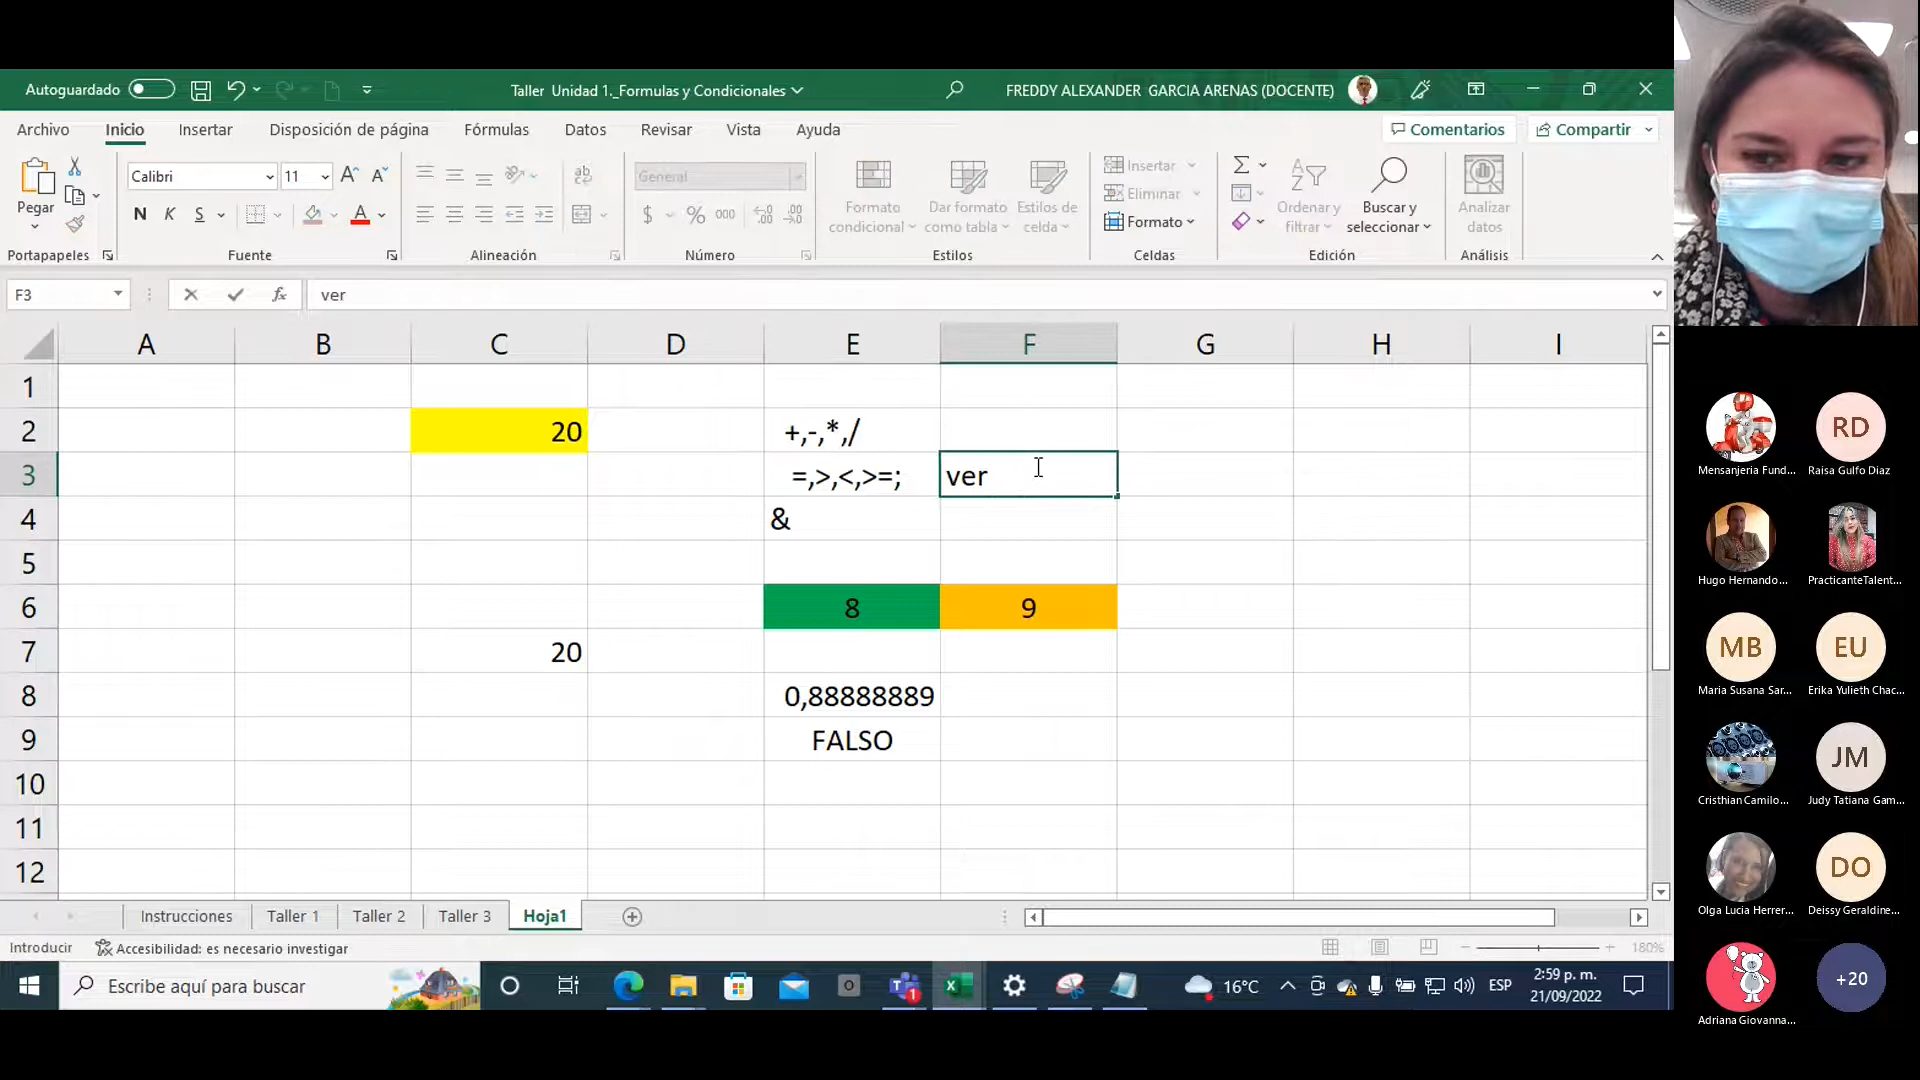 Autoguardado
Taller Unidad 1._Formulas y Condicionales
FREDDY ALEXANDER GARCIA ARENAS (DOCENTE)
Archivo Inicio Insertar Disposición de página Fórmulas Datos Revisar Vista Ayuda
Comentarios Compartir
Pegar
Calibri 11
N K S
ab
General
$ % 000
Formato
condicional
Dar formato
como tabla
Estilos de
celda
Insertar
Eliminar
Formato
Ordenar y
filtrar
Buscar y
seleccionar
Analizar
datos
Portapapeles Fuente Alineación Número Estilos Celdas Edición Análisis
F3 fx ver
A B C D E F G H I
1
2 20 +,-,*,/
3 =,>,<,>=; ver
4 &
5
6 8 9
7 20
8 0,88888889
9 FALSO
10
11
12
Instrucciones Taller 1 Taller 2 Taller 3 Hoja1
Introducir Accesibilidad: es necesario investigar 180%
Escribe aquí para buscar
1
16°C
ESP
2:59 p. m.
21/09/2022
RD
Mensanjeria Fund... Raisa Gulfo Diaz
Hugo Hernando... PracticanteTalent...
MB EU
Maria Susana Sar... Erika Yulieth Chac...
JM
Cristhian Camilo... Judy Tatiana Gam...
DO
Olga Lucia Herrer... Deissy Geraldine...
+20
Adriana Giovanna...